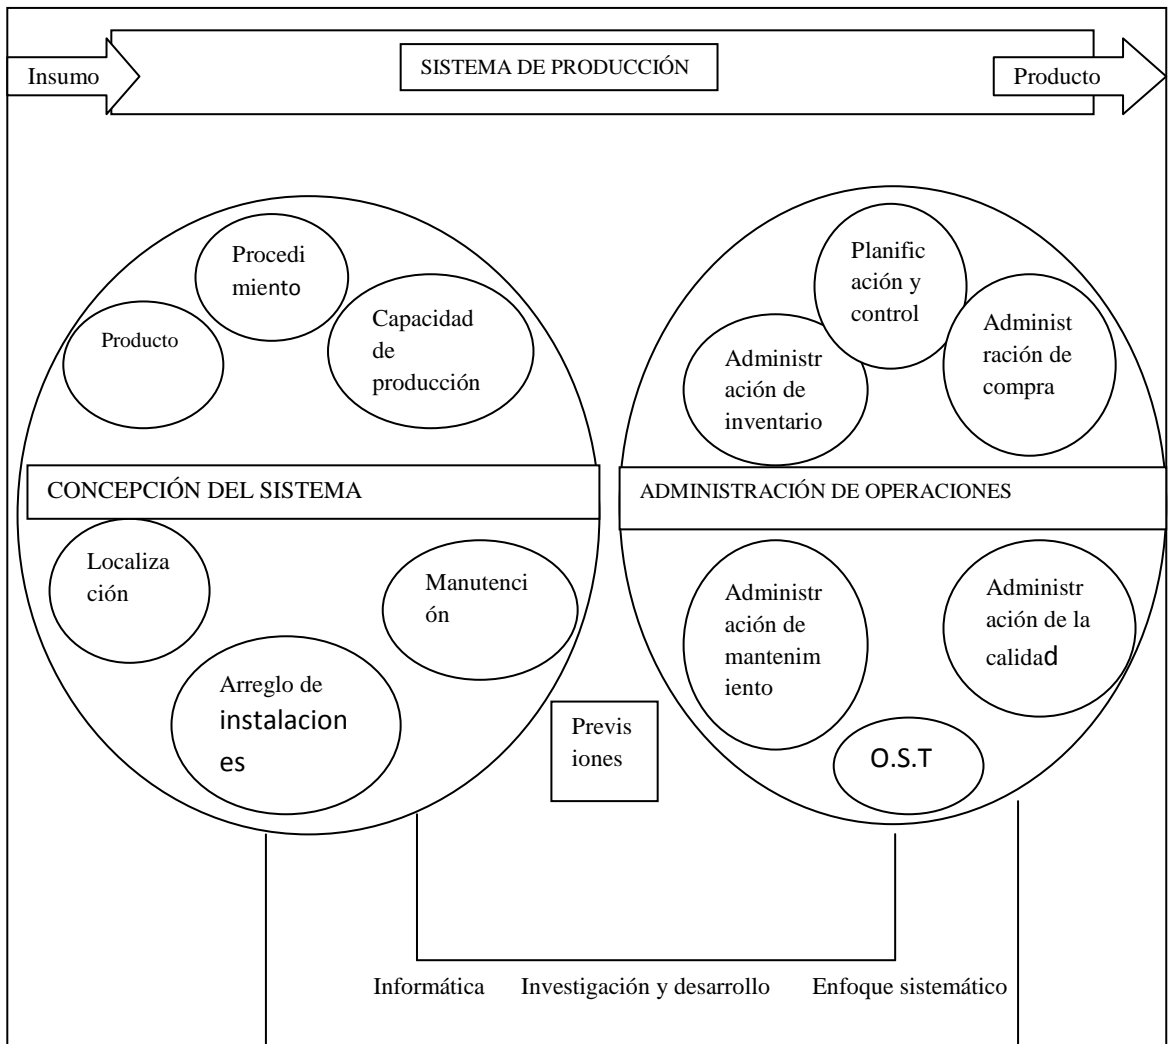 Insumo
SISTEMA DE PRODUCCIÓN
Producto
Procedi
miento
Producto
Capacidad
de
producción
CONCEPCIÓN DEL SISTEMA
Localiza
ción
Manutenci
ón
Arreglo de
instalacion
es
Planific
ación y
control
Administr
ación de
inventario
Administ
ración de
compra
ADMINISTRACIÓN DE OPERACIONES
Administr
ación de
mantenim
iento
Administr
ación de la
calidad
O.S.T
Previs
iones
Informática Investigación y desarrollo Enfoque sistemático